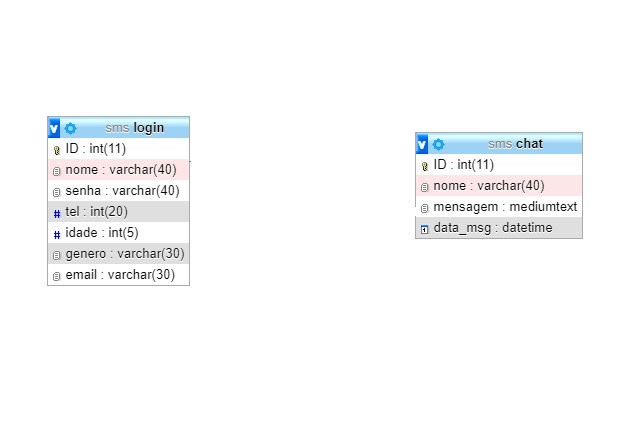 sms login
ID : int(11)
nome : varchar(40)
senha : varchar(40)
tel : int(20)
idade : int(5)
genero : varchar(30)
email : varchar(30)
sms chat
ID : int(11)
nome : varchar(40)
mensagem : mediumtext
data_msg : datetime